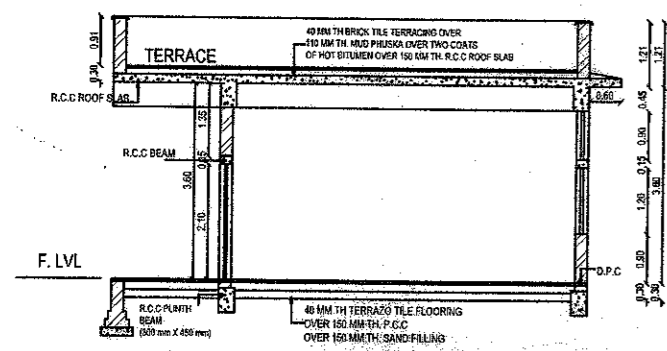 40 MM TH BRICK TILE TERRACING OVER
110 MM TH. MUD PHUSKA OVER TWO COATS
OF HOT BITUMEN OVER 150 MM TH. R.C.C ROOF SLAB
TERRACE
0.91
0.30
1.21
1.21
R.C.C ROOF SLAB
0.60
0.45
1.35
0.90
R.C.C BEAM
0.15
0.15
3.60
3.60
2.10
1.20
F. LVL
0.90
D.P.C
0.30
0.30
R.C.C PLINTH
BEAM
(300 mm X 450 mm)
40 MM TH TERRAZO TILE FLOORING
OVER 150 MM TH. P.C.C
OVER 150 MM TH. SAND FILLING